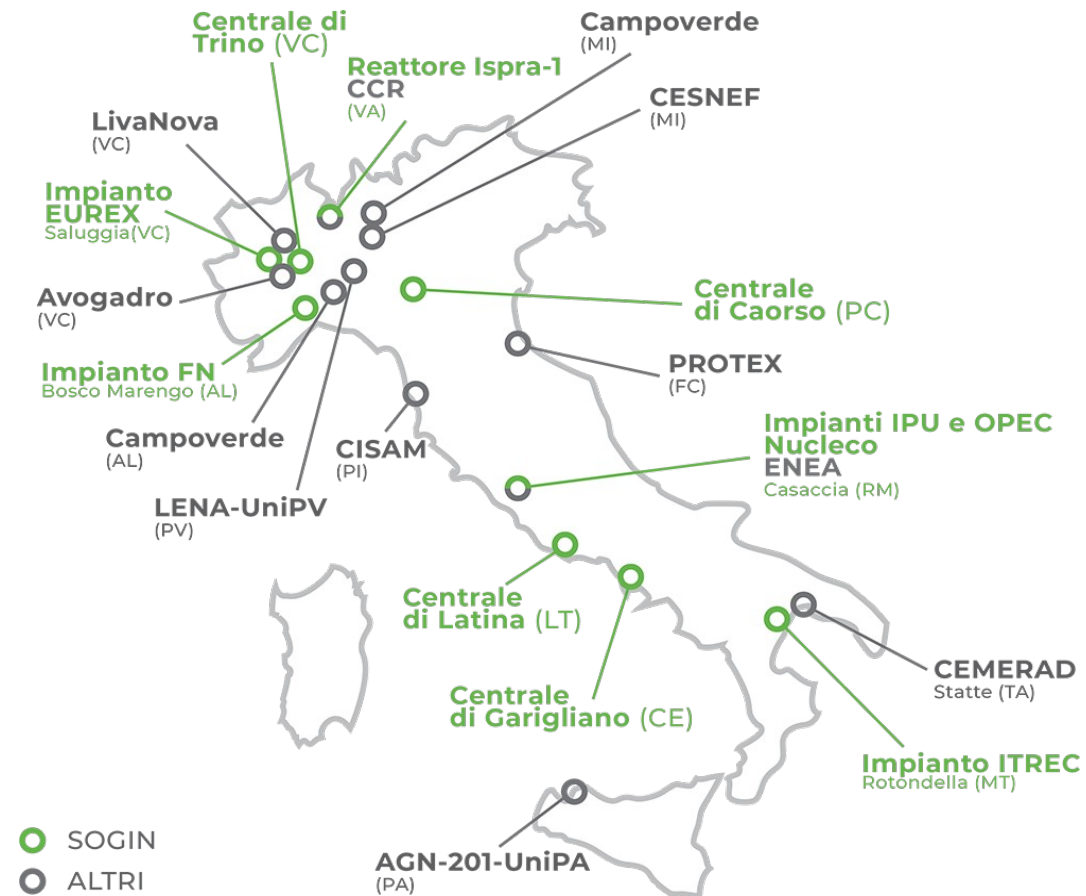 Centrale di
Trino (VC)
Campoverde
(MI)
Reattore Ispra-1
CCR
(VA)
CESNEF
(MI)
LivaNova
(VC)
Impianto
EUREX
Saluggia(VC)
Avogadro
(VC)
Centrale
di Caorso (PC)
Impianto FN
Bosco Marengo (AL)
PROTEX
(FC)
Campoverde
(AL)
CISAM
(PI)
Impianti IPU e OPEC
Nucleco
ENEA
Casaccia (RM)
LENA-UniPV
(PV)
Centrale
di Latina (LT)
CEMERAD
Statte (TA)
Centrale
di Garigliano (CE)
Impianto ITREC
Rotondella (MT)
AGN-201-UniPA
(PA)
SOGIN
ALTRI